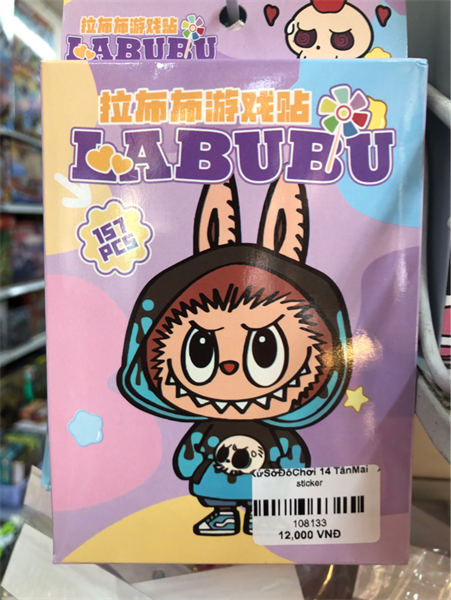 拉布布游戏贴
LABUBU
拉布布游戏贴
LABUBU
157
PCS
XứSởĐồChơi 14 TânMai
sticker
108133
12,000 VNĐ